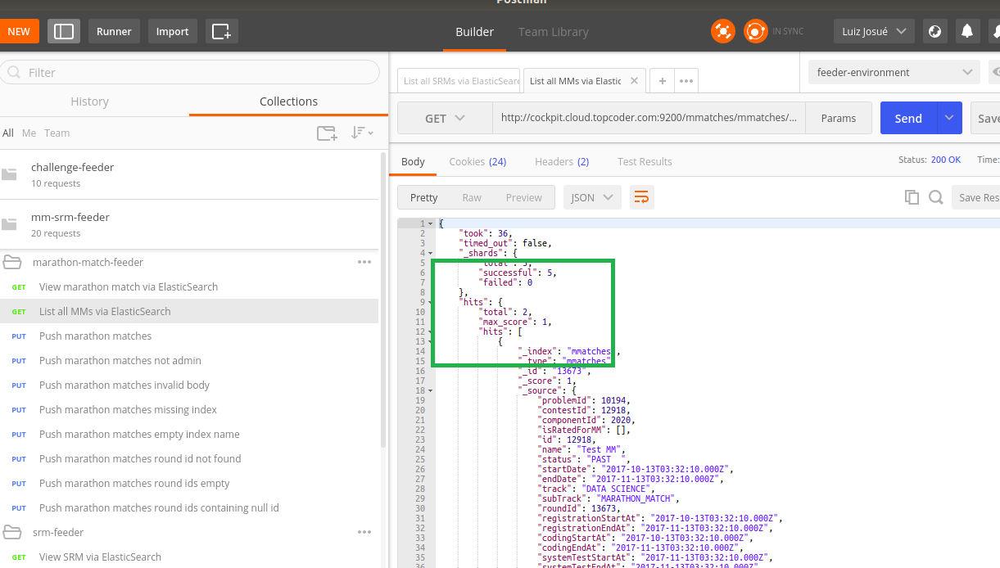 Postman
NEW
Runner
Import
Builder
Team Library
IN SYNC
Luiz Josué
Filter
History
Collections
All Me Team
challenge-feeder
10 requests
mm-srm-feeder
20 requests
marathon-match-feeder
GET View marathon match via ElasticSearch
GET List all MMs via ElasticSearch
PUT Push marathon matches
PUT Push marathon matches not admin
PUT Push marathon matches invalid body
PUT Push marathon matches missing index
PUT Push marathon matches empty index name
PUT Push marathon matches round id not found
PUT Push marathon matches round ids empty
PUT Push marathon matches round ids containing null id
srm-feeder
GET View SRM via ElasticSearch
List all SRMs via ElasticSearc
List all MMs via Elastic
feeder-environment
GET http://cockpit.cloud.topcoder.com:9200/mmatches/mmatches/... Params Send Save
Body Cookies (24) Headers (2) Test Results Status: 200 OK Time:
Pretty Raw Preview JSON Save Res
1 {
2 "took": 36,
3 "timed_out": false,
4 "_shards": {
5 "total": 5,
6 "successful": 5,
7 "failed": 0
8 },
9 "hits": {
10 "total": 2,
11 "max_score": 1,
12 "hits": [
13 {
14 "_index": "mmatches",
15 "_type": "mmatches",
16 "_id": "13673",
17 "_score": 1,
18 "_source": {
19 "problemId": 10194,
20 "contestId": 12918,
21 "componentId": 2020,
22 "isRatedForMM": [],
23 "id": 12918,
24 "name": "Test MM",
25 "status": "PAST  ",
26 "startDate": "2017-10-13T03:32:10.000Z",
27 "endDate": "2017-11-13T03:32:10.000Z",
28 "track": "DATA SCIENCE",
29 "subTrack": "MARATHON_MATCH",
30 "roundId": 13673,
31 "registrationStartAt": "2017-10-13T03:32:10.000Z",
32 "registrationEndAt": "2017-11-13T03:32:10.000Z",
33 "codingStartAt": "2017-10-13T03:32:10.000Z",
34 "codingEndAt": "2017-11-13T03:32:10.000Z",
35 "systemTestStartAt": "2017-11-13T03:32:10.000Z",
36 "systemTestEndAt": "2017-11-13T03:32:10.000Z",